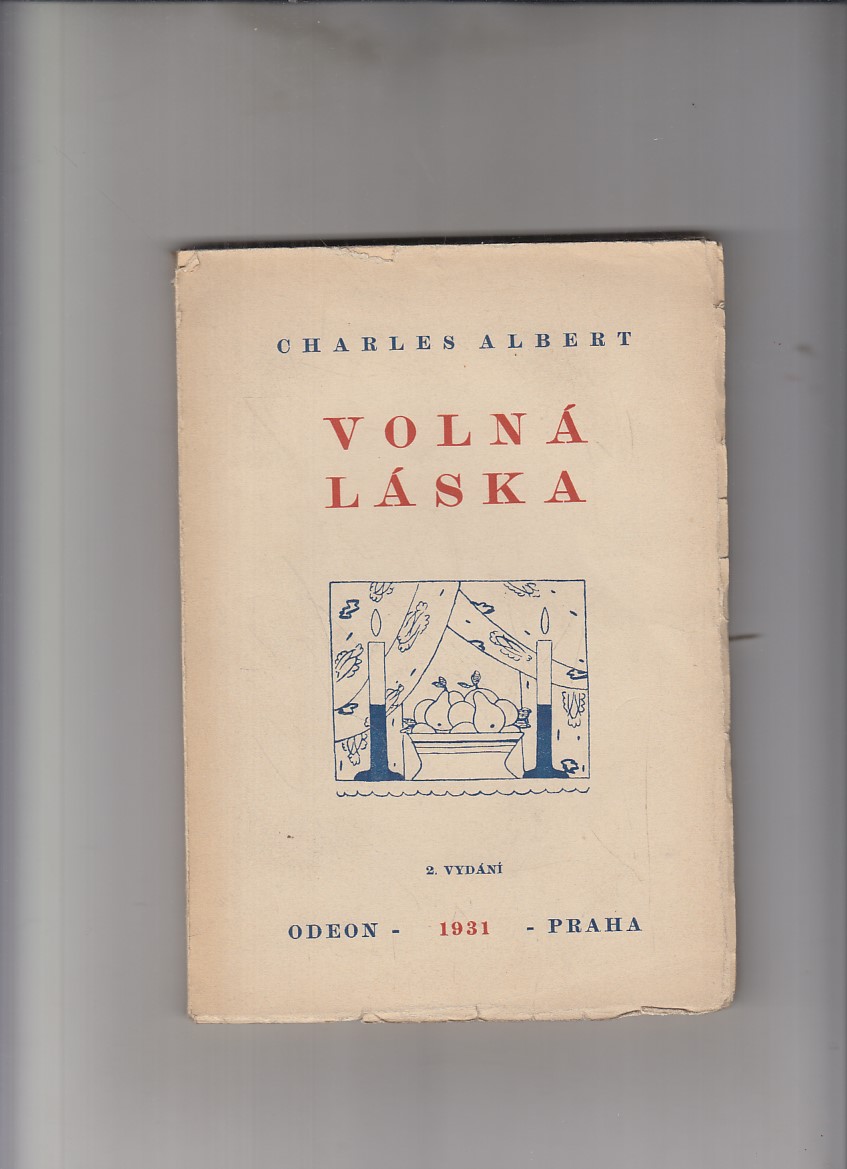 CHARLES ALBERT
VOLNÁ
LÁSKA
2. VYDÁNÍ
ODEON - 1931 - PRAHA